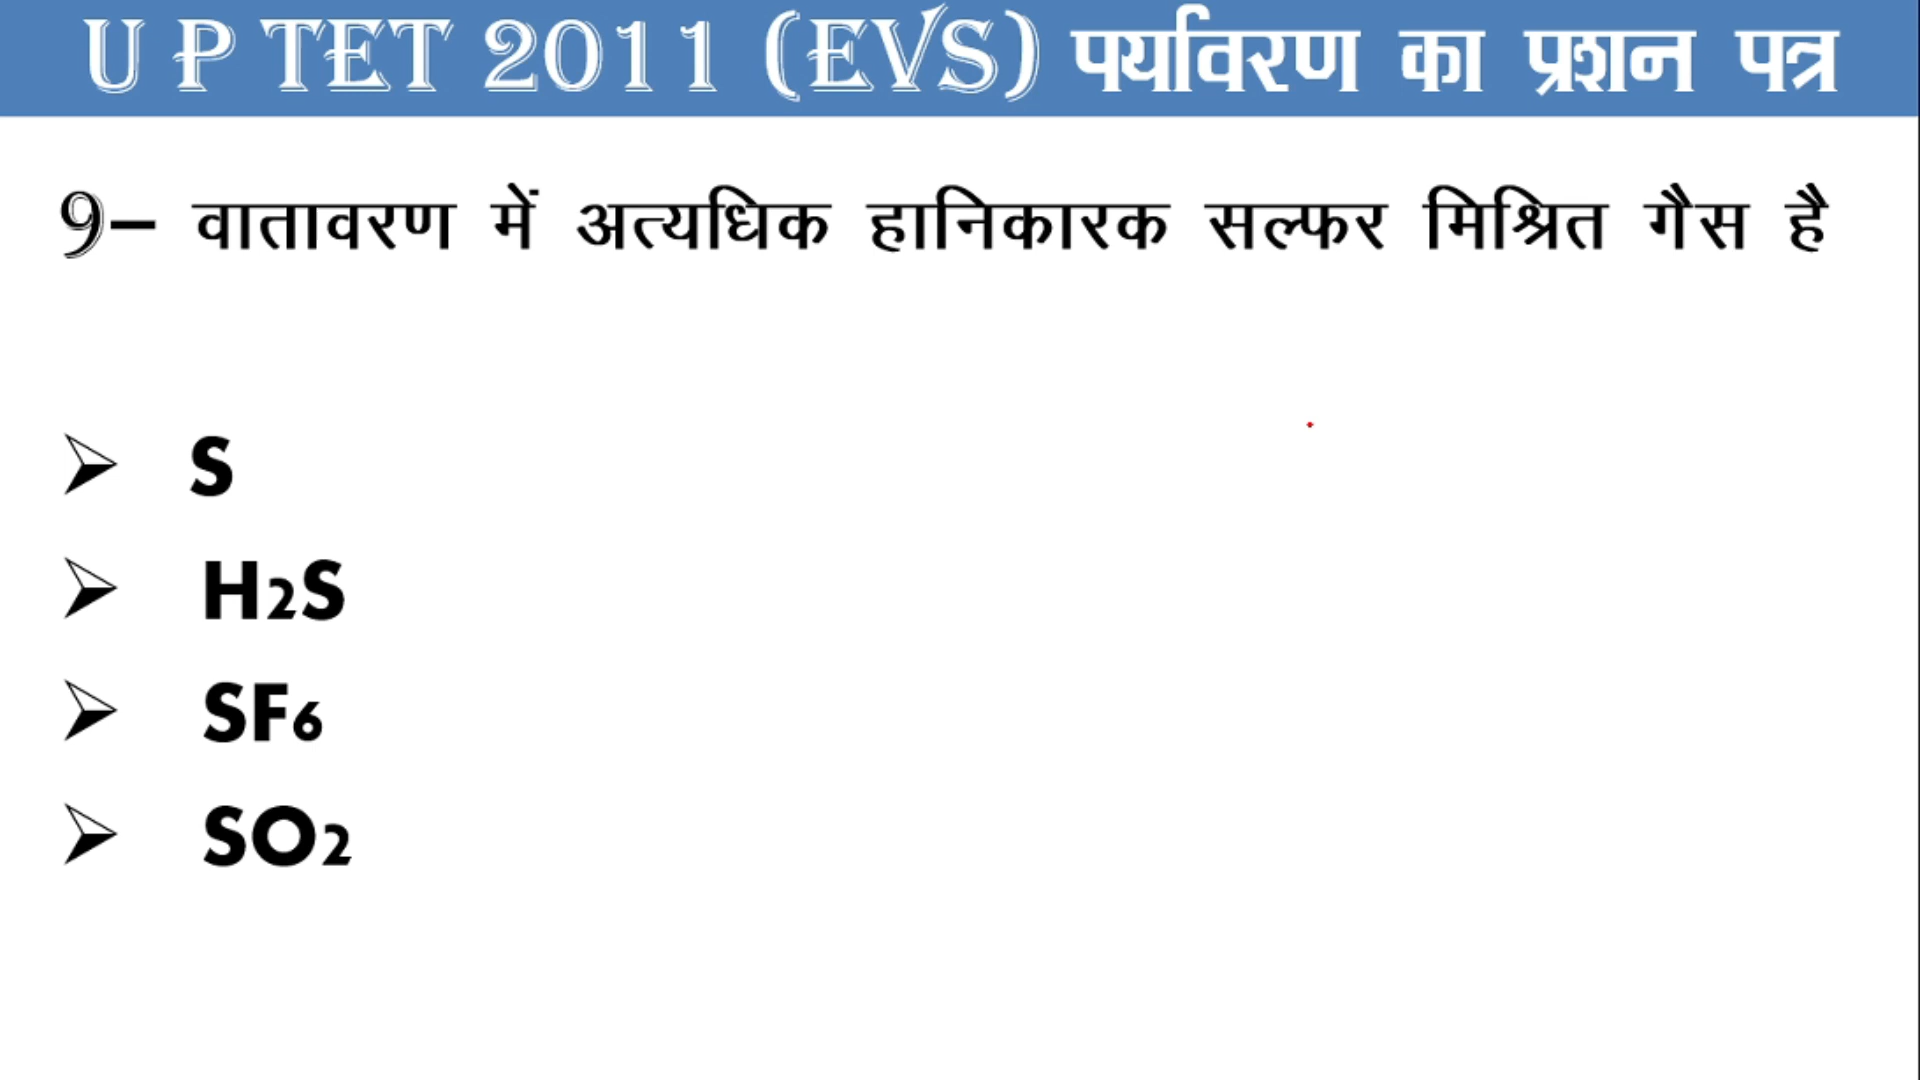 U P TET 2011 (EVS) पर्यावरण का प्रशन पत्र
9– वातावरण में अत्यधिक हानिकारक सल्फर मिश्रित गैस है
➢ S
➢ H2S
➢ SF6
➢ SO2